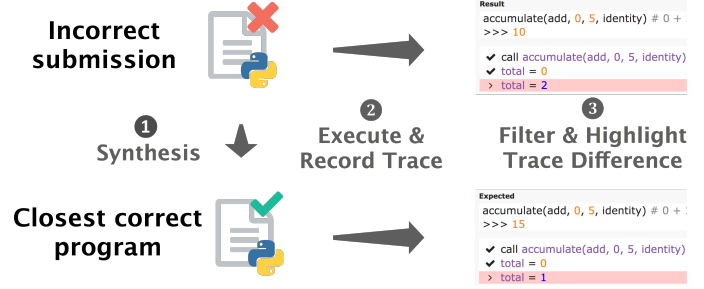 Incorrect
submission
Result
accumulate(add, 0, 5, identity) # 0 +
>>> 10
✔ call accumulate(add, 0, 5, identity)
✔ total = 0
> total = 2
1
Synthesis
2
Execute &
Record Trace
3
Filter & Highlight
Trace Difference
Closest correct
program
Expected
accumulate(add, 0, 5, identity) # 0 +
>>> 15
✔ call accumulate(add, 0, 5, identity)
✔ total = 0
> total = 1